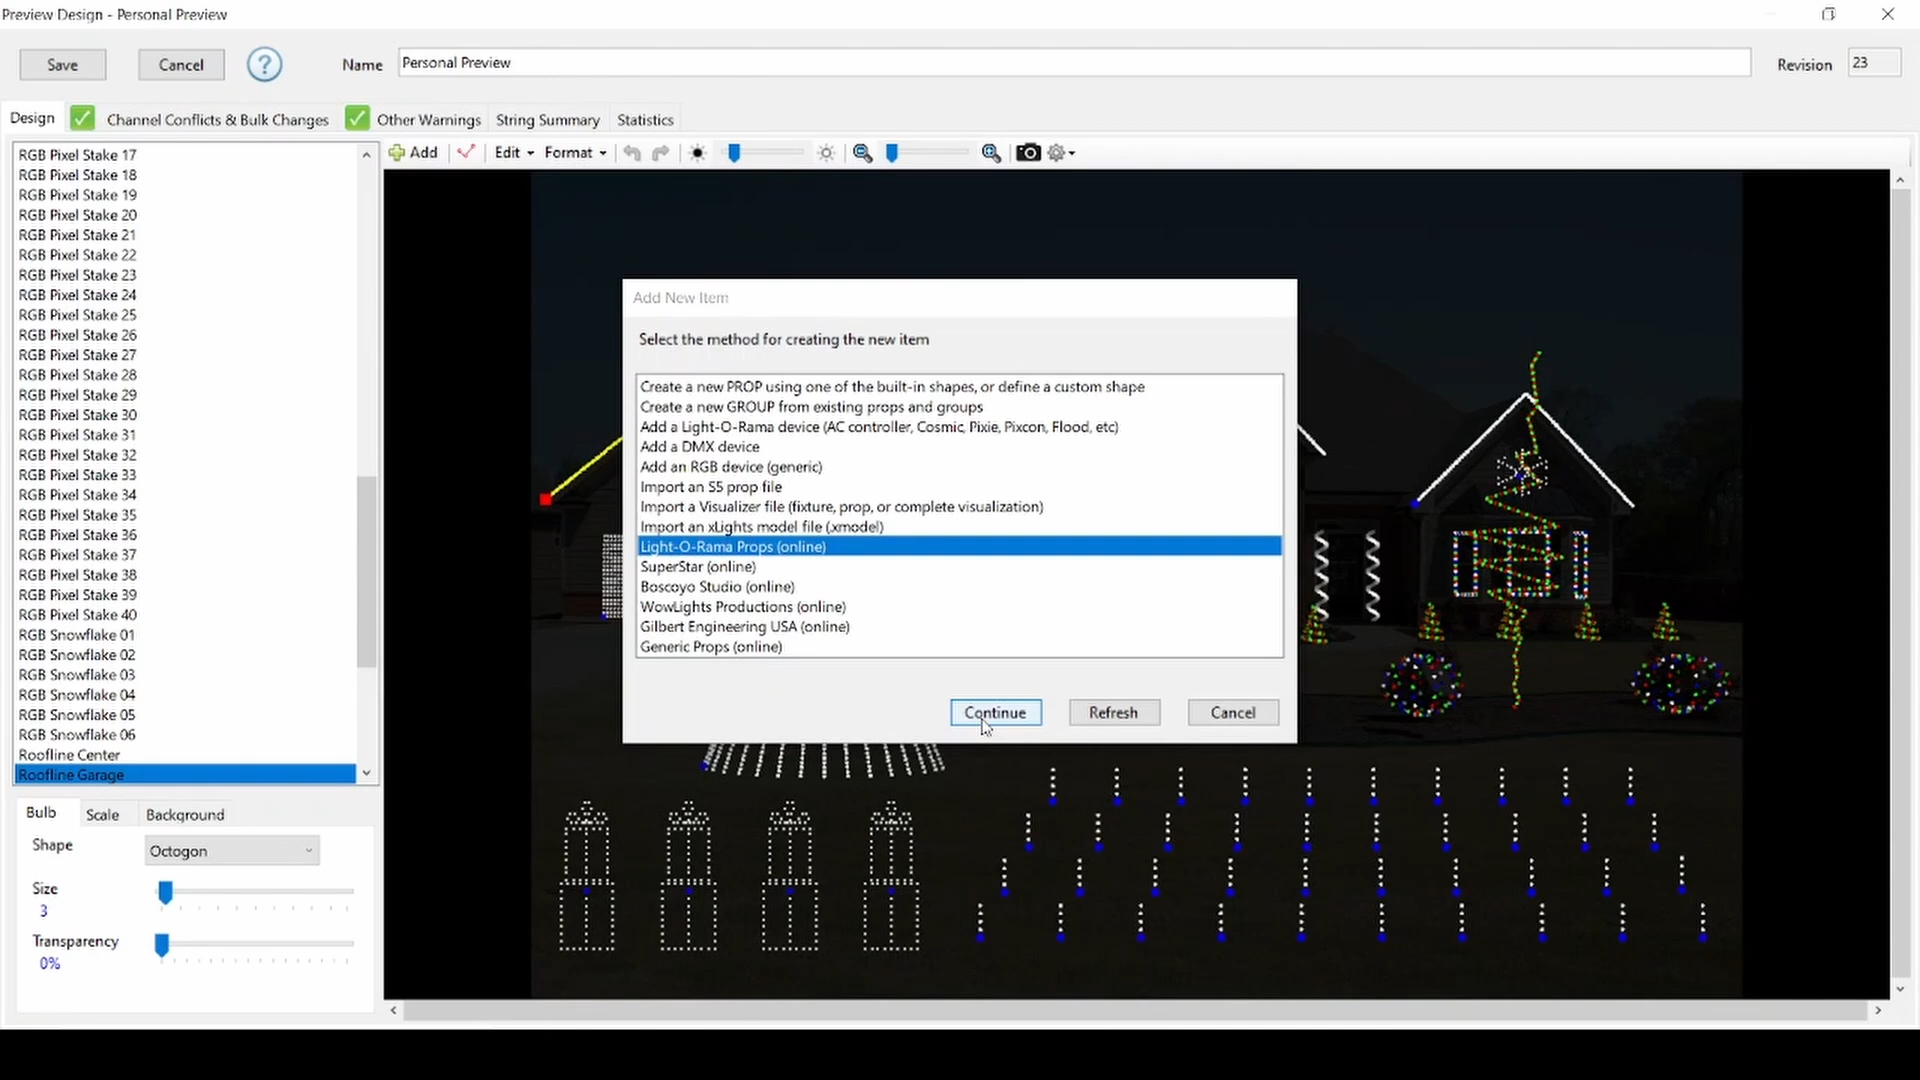 Preview Design - Personal Preview
Save
Cancel
?
Name
Personal Preview
Revision
23
Design
Channel Conflicts & Bulk Changes
Other Warnings
String Summary
Statistics
Add
Edit
Format
RGB Pixel Stake 17
RGB Pixel Stake 18
RGB Pixel Stake 19
RGB Pixel Stake 20
RGB Pixel Stake 21
RGB Pixel Stake 22
RGB Pixel Stake 23
RGB Pixel Stake 24
RGB Pixel Stake 25
RGB Pixel Stake 26
RGB Pixel Stake 27
RGB Pixel Stake 28
RGB Pixel Stake 29
RGB Pixel Stake 30
RGB Pixel Stake 31
RGB Pixel Stake 32
RGB Pixel Stake 33
RGB Pixel Stake 34
RGB Pixel Stake 35
RGB Pixel Stake 36
RGB Pixel Stake 37
RGB Pixel Stake 38
RGB Pixel Stake 39
RGB Pixel Stake 40
RGB Snowflake 01
RGB Snowflake 02
RGB Snowflake 03
RGB Snowflake 04
RGB Snowflake 05
RGB Snowflake 06
Roofline Center
Roofline Garage
Add New Item
Select the method for creating the new item
Create a new PROP using one of the built-in shapes, or define a custom shape
Create a new GROUP from existing props and groups
Add a Light-O-Rama device (AC controller, Cosmic, Pixie, Pixcon, Flood, etc)
Add a DMX device
Add an RGB device (generic)
Import an S5 prop file
Import a Visualizer file (fixture, prop, or complete visualization)
Import an xLights model file (.xmodel)
Light-O-Rama Props (online)
SuperStar (online)
Boscoyo Studio (online)
WowLights Productions (online)
Gilbert Engineering USA (online)
Generic Props (online)
Continue
Refresh
Cancel
Bulb
Scale
Background
Shape
Octogon
Size
3
Transparency
0%